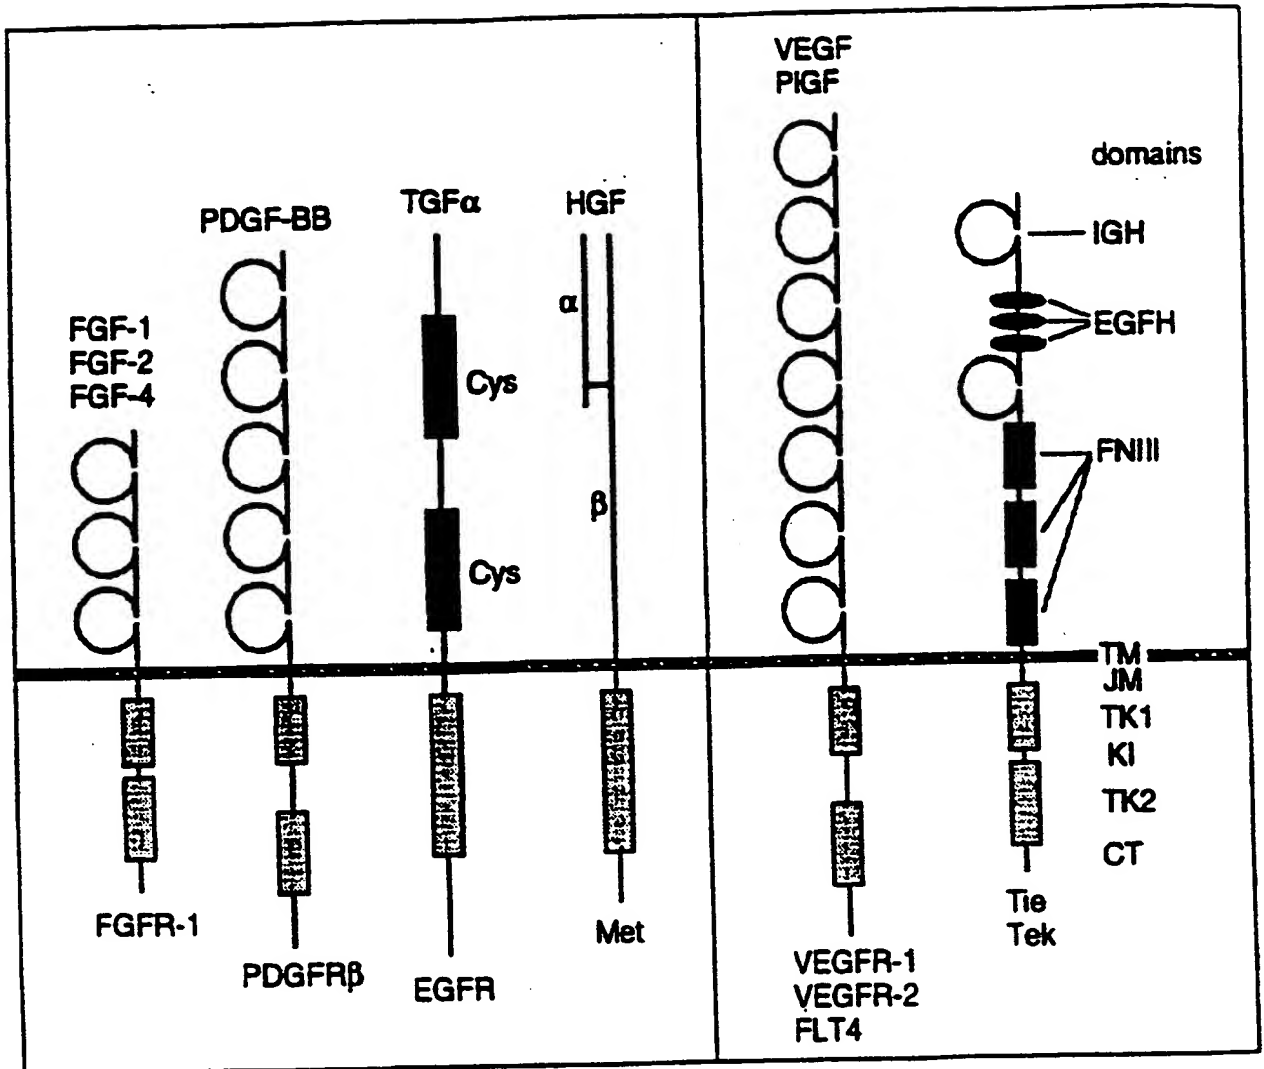 VEGF
PlGF
domains
TGFα
HGF
PDGF-BB
IGH
α
EGFH
FGF-1
FGF-2
FGF-4
Cys
FNIII
β
Cys
TM
JM
TK1
KI
TK2
CT
FGFR-1
PDGFRβ
EGFR
Met
VEGFR-1
VEGFR-2
FLT4
Tie
Tek